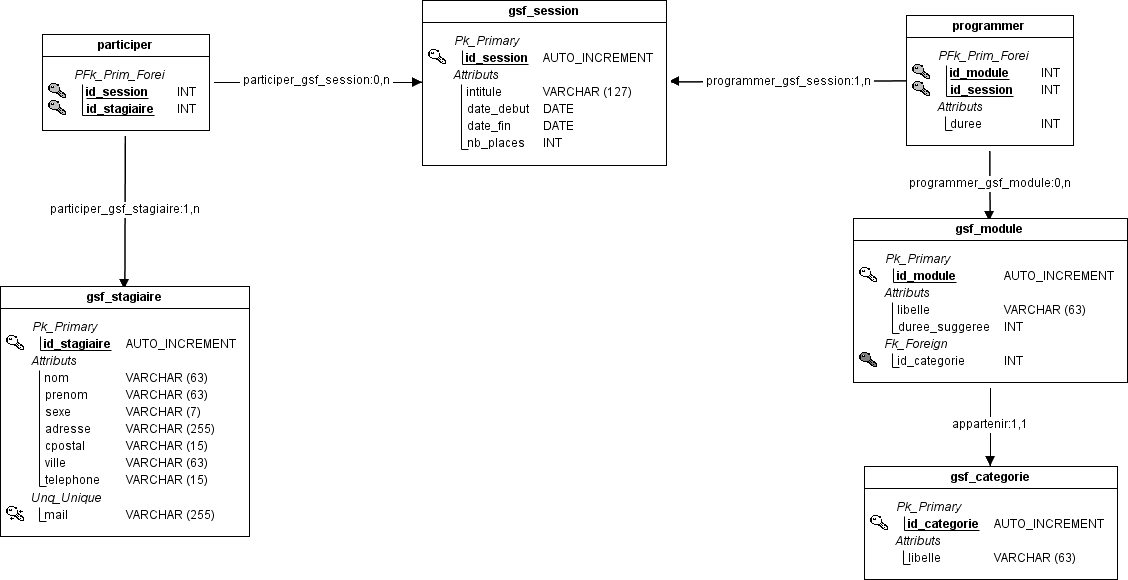 participer
PFk_Prim_Forei
id_session INT
id_stagiaire INT
participer_gsf_session:0,n
gsf_session
Pk_Primary
id_session AUTO_INCREMENT
Attributs
intitule VARCHAR (127)
date_debut DATE
date_fin DATE
nb_places INT
programmer_gsf_session:1,n
programmer
PFk_Prim_Forei
id_module INT
id_session INT
Attributs
duree INT
programmer_gsf_module:0,n
participer_gsf_stagiaire:1,n
gsf_module
Pk_Primary
id_module AUTO_INCREMENT
Attributs
libelle VARCHAR (63)
duree_suggeree INT
Fk_Foreign
id_categorie INT
gsf_stagiaire
Pk_Primary
id_stagiaire AUTO_INCREMENT
Attributs
nom VARCHAR (63)
prenom VARCHAR (63)
sexe VARCHAR (7)
adresse VARCHAR (255)
cpostal VARCHAR (15)
ville VARCHAR (63)
telephone VARCHAR (15)
Unq_Unique
mail VARCHAR (255)
appartenir:1,1
gsf_categorie
Pk_Primary
id_categorie AUTO_INCREMENT
Attributs
libelle VARCHAR (63)